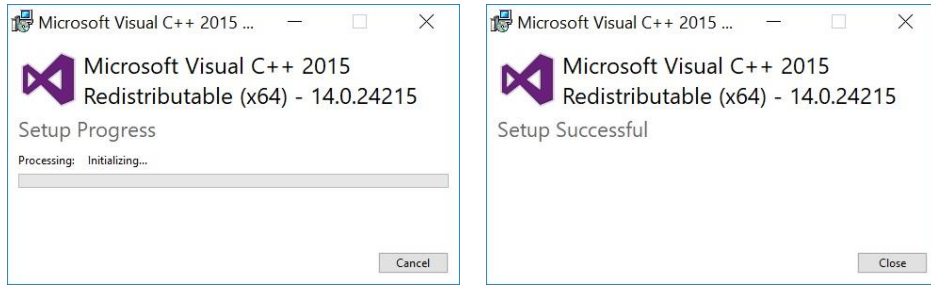 Microsoft Visual C++ 2015 ...
Microsoft Visual C++ 2015
Redistributable (x64) - 14.0.24215
Setup Progress
Processing: Initializing...
Cancel
Microsoft Visual C++ 2015 ...
Microsoft Visual C++ 2015
Redistributable (x64) - 14.0.24215
Setup Successful
Close